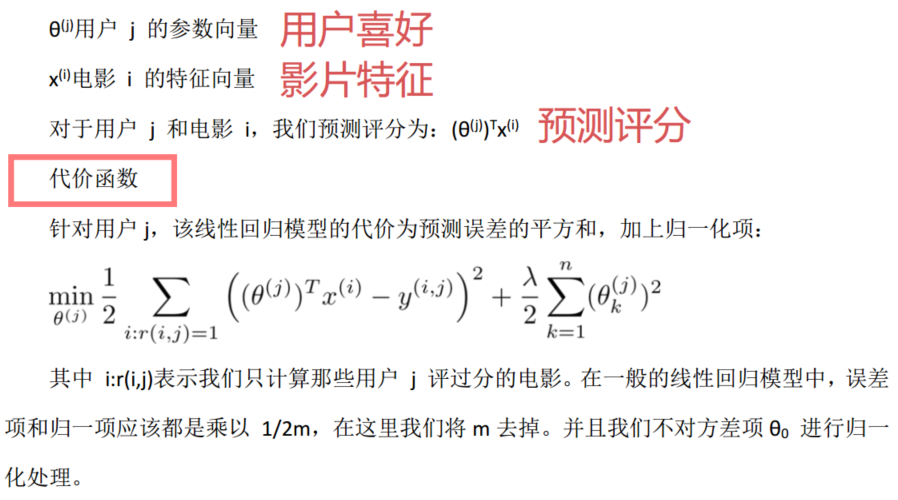 θ⁽ʲ⁾用户 j 的参数向量 用户喜好
x⁽ⁱ⁾电影 i 的特征向量 影片特征
对于用户 j 和电影 i，我们预测评分为：(θ⁽ʲ⁾)ᵀx⁽ⁱ⁾ 预测评分
代价函数
针对用户 j，该线性回归模型的代价为预测误差的平方和，加上归一化项：
\min_{θ^{(j)}} \frac{1}{2} \sum_{i:r(i,j)=1} \left( (θ^{(j)})^T x^{(i)} − y^{(i,j)} \right)^2 + \frac{λ}{2} \sum_{k=1}^{n} (θ_k^{(j)})^2
其中 i:r(i,j)表示我们只计算那些用户 j 评过分的电影。在一般的线性回归模型中，误差
项和归一项应该都是乘以 1/2m，在这里我们将 m 去掉。并且我们不对方差项 θ₀ 进行归一
化处理。